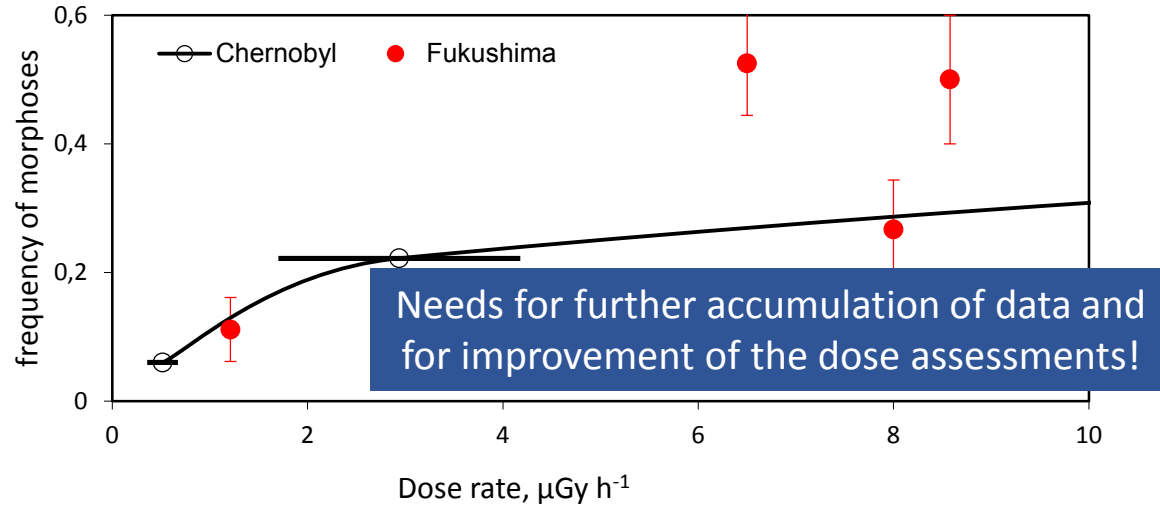 0,6
Chernobyl Fukushima
frequency of morphoses
0,4
0,2
Needs for further accumulation of data and
for improvement of the dose assessments!
0
0 2 4 6 8 10
Dose rate, μGy h⁻¹